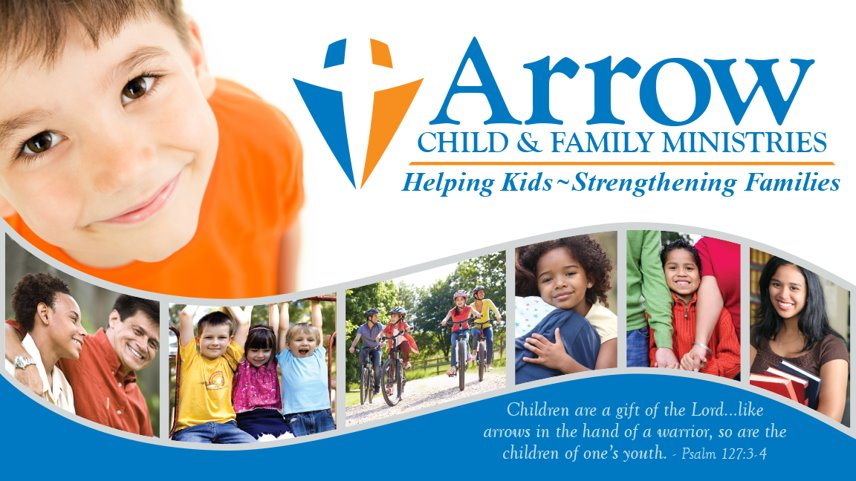 Arrow
CHILD & FAMILY MINISTRIES
Helping Kids~Strengthening Families
Children are a gift of the Lord...like
arrows in the hand of a warrior, so are the
children of one's youth. - Psalm 127:3-4